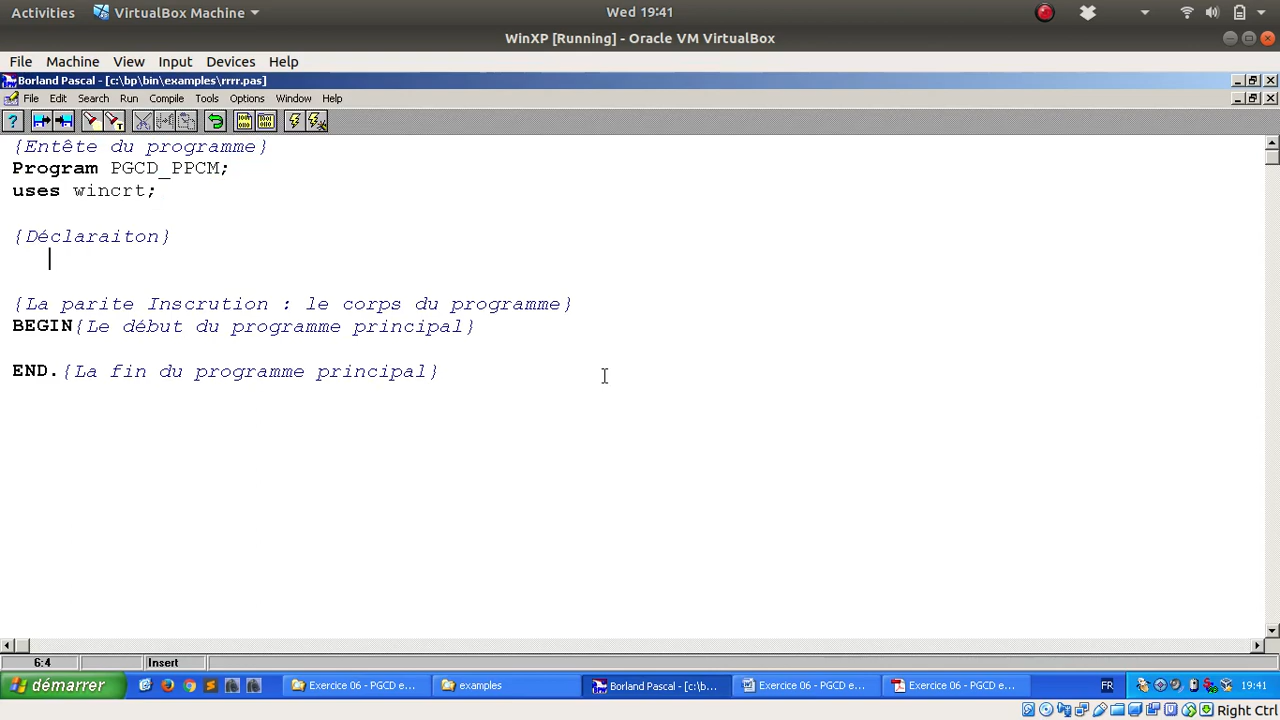 Activities VirtualBox Machine Wed 19:41
WinXP [Running] - Oracle VM VirtualBox
File Machine View Input Devices Help
Borland Pascal - [c:\bp\bin\examples\rrrr.pas]
File Edit Search Run Compile Tools Options Window Help
{Entête du programme}
Program PGCD_PPCM;
uses wincrt;
{Déclaraiton}
{La parite Inscrution : le corps du programme}
BEGIN{Le début du programme principal}
END.{La fin du programme principal}
6:4 Insert
démarrer Exercice 06 - PGCD e... examples Borland Pascal - [c:\b... Exercice 06 - PGCD e... Exercice 06 - PGCD e... FR 19:41
Right Ctrl